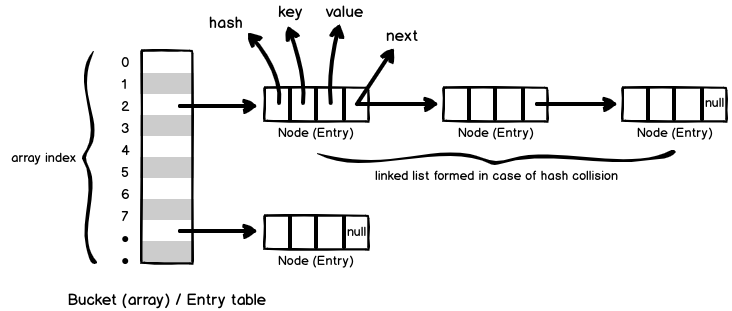 hash
key
value
next
0
1
2
3
4
5
6
7
array index
null
Node (Entry)
Node (Entry)
Node (Entry)
linked list formed in case of hash collision
null
Node (Entry)
Bucket (array) / Entry table